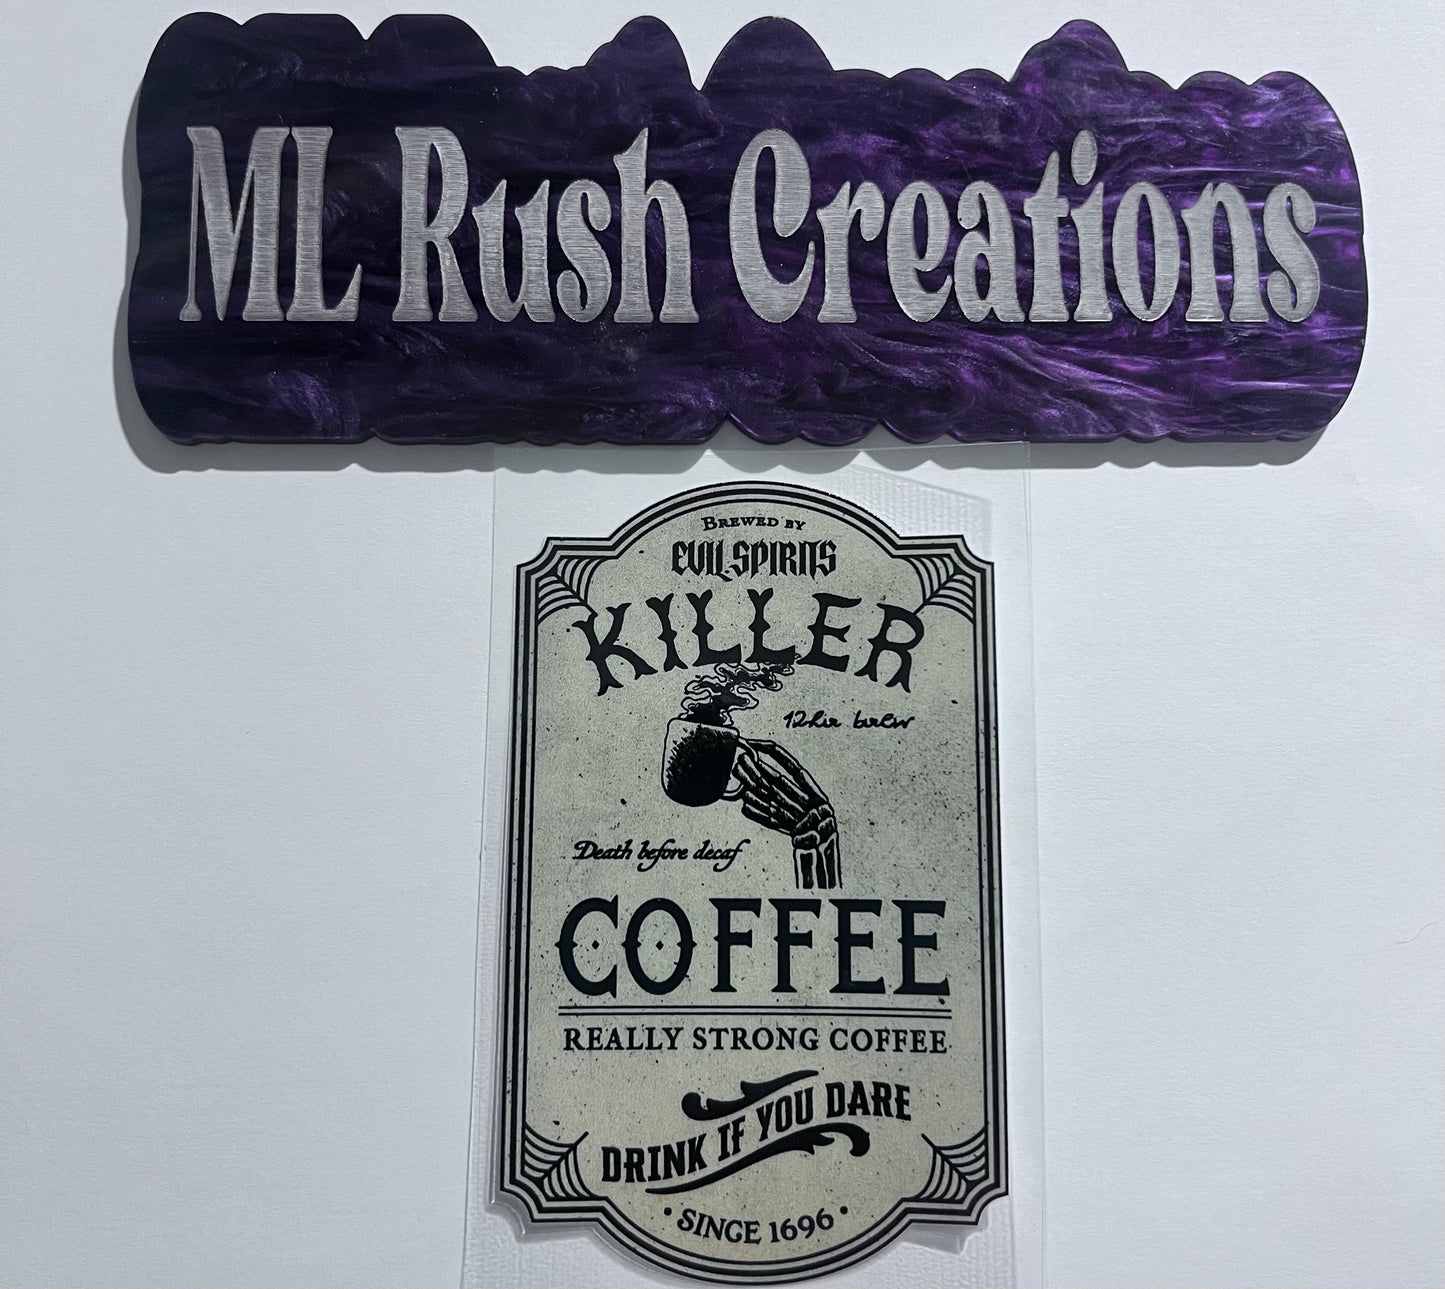 ML Rush Creations
BREWED BY
EVIL SPIRITS
KILLER
12hr brew
Death before decaf
COFFEE
REALLY STRONG COFFEE
DRINK IF YOU DARE
• SINCE 1696 •